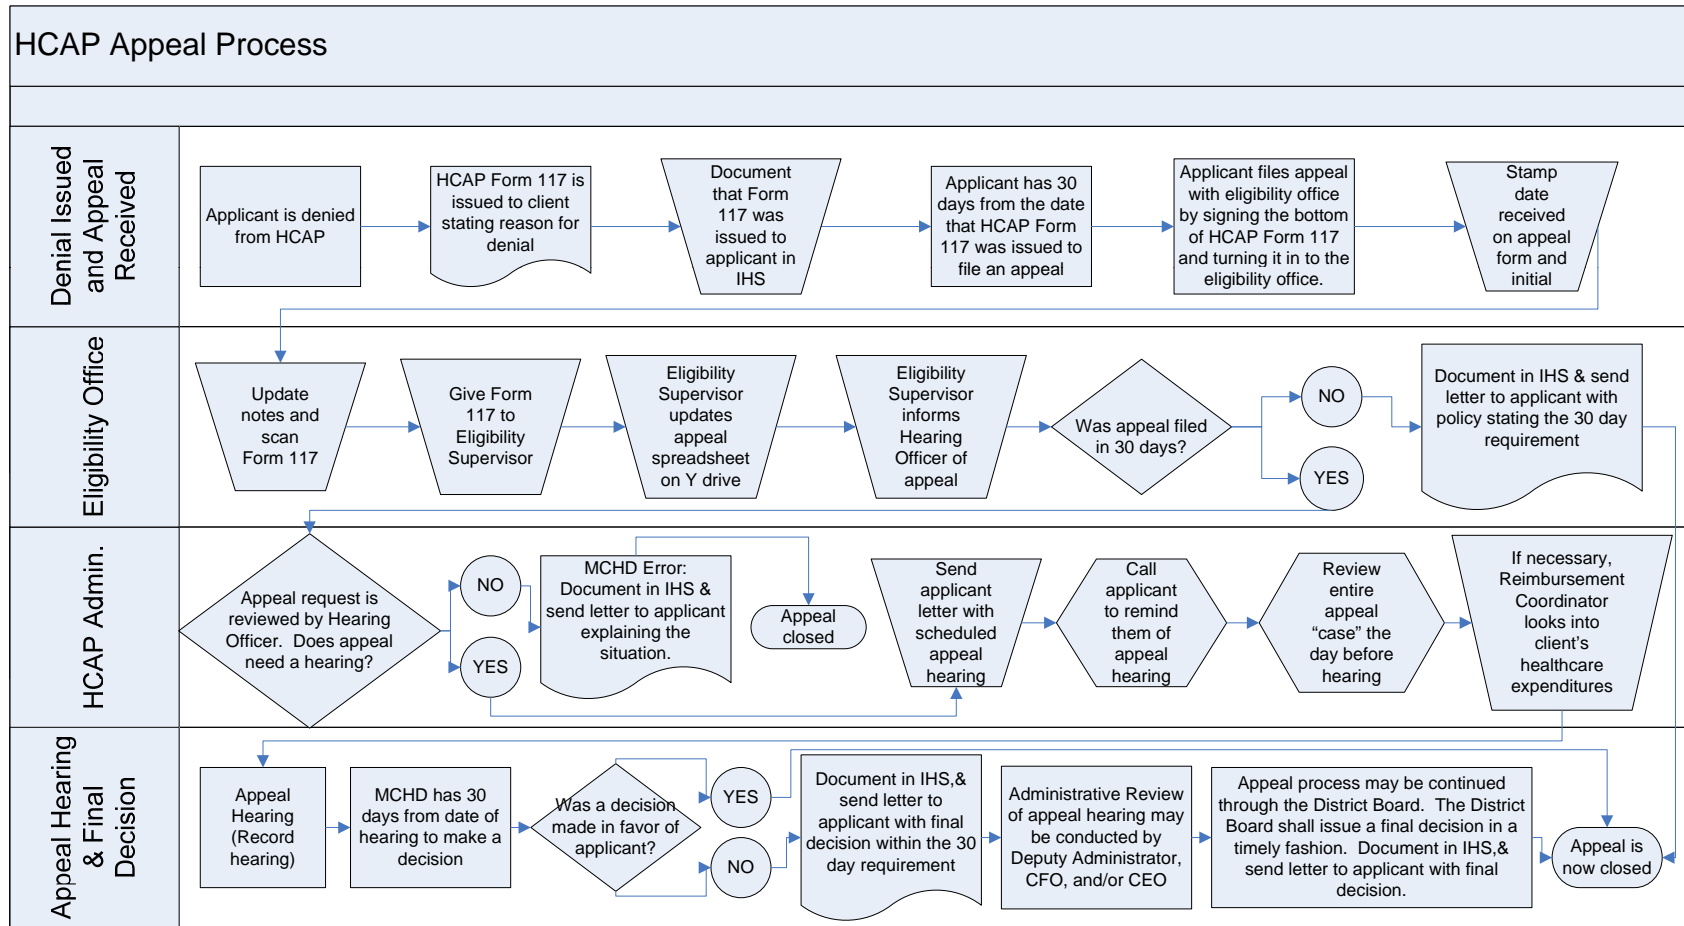 HCAP Appeal Process
Denial Issued
and Appeal
Received
Applicant is denied
from HCAP
HCAP Form 117 is
issued to client
stating reason for
denial
Document
that Form
117 was
issued to
applicant in
IHS
Applicant has 30
days from the date
that HCAP Form
117 was issued to
file an appeal
Applicant files appeal
with eligibility office
by signing the bottom
of HCAP Form 117
and turning it in to the
eligibility office.
Stamp
date
received
on appeal
form and
initial
Eligibility Office
Update
notes and
scan
Form 117
Give Form
117 to
Eligibility
Supervisor
Eligibility
Supervisor
updates
appeal
spreadsheet
on Y drive
Eligibility
Supervisor
informs
Hearing
Officer of
appeal
Was appeal filed
in 30 days?
NO
YES
Document in IHS & send
letter to applicant with
policy stating the 30 day
requirement
HCAP Admin.
Appeal request is
reviewed by Hearing
Officer.  Does appeal
need a hearing?
NO
YES
MCHD Error:
Document in IHS &
send letter to applicant
explaining the
situation.
Appeal
closed
Send
applicant
letter with
scheduled
appeal
hearing
Call
applicant
to remind
them of
appeal
hearing
Review
entire
appeal
“case” the
day before
hearing
If necessary,
Reimbursement
Coordinator
looks into
client’s
healthcare
expenditures
Appeal Hearing
& Final
Decision
Appeal
Hearing
(Record
hearing)
MCHD has 30
days from date of
hearing to make a
decision
Was a decision
made in favor of
applicant?
YES
NO
Document in IHS,&
send letter to
applicant with final
decision within the 30
day requirement
Administrative Review
of appeal hearing may
be conducted by
Deputy Administrator,
CFO, and/or CEO
Appeal process may be continued
through the District Board.  The District
Board shall issue a final decision in a
timely fashion.  Document in IHS,&
send letter to applicant with final
decision.
Appeal is
now closed